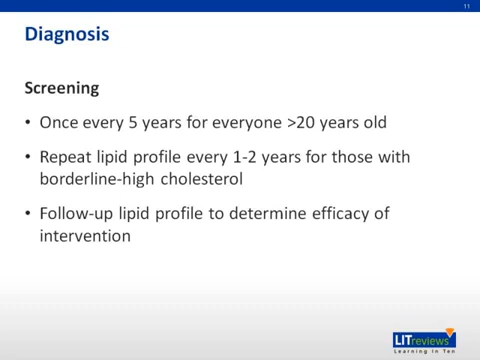 11
Diagnosis
Screening
• Once every 5 years for everyone >20 years old
• Repeat lipid profile every 1-2 years for those with
borderline-high cholesterol
• Follow-up lipid profile to determine efficacy of
intervention
LITreviews
Learning In Ten